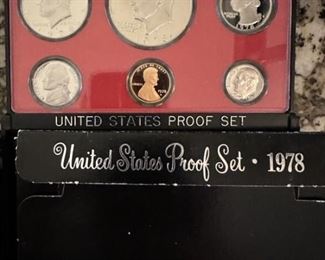 UNITED STATES PROOF SET
United States Proof Set • 1978